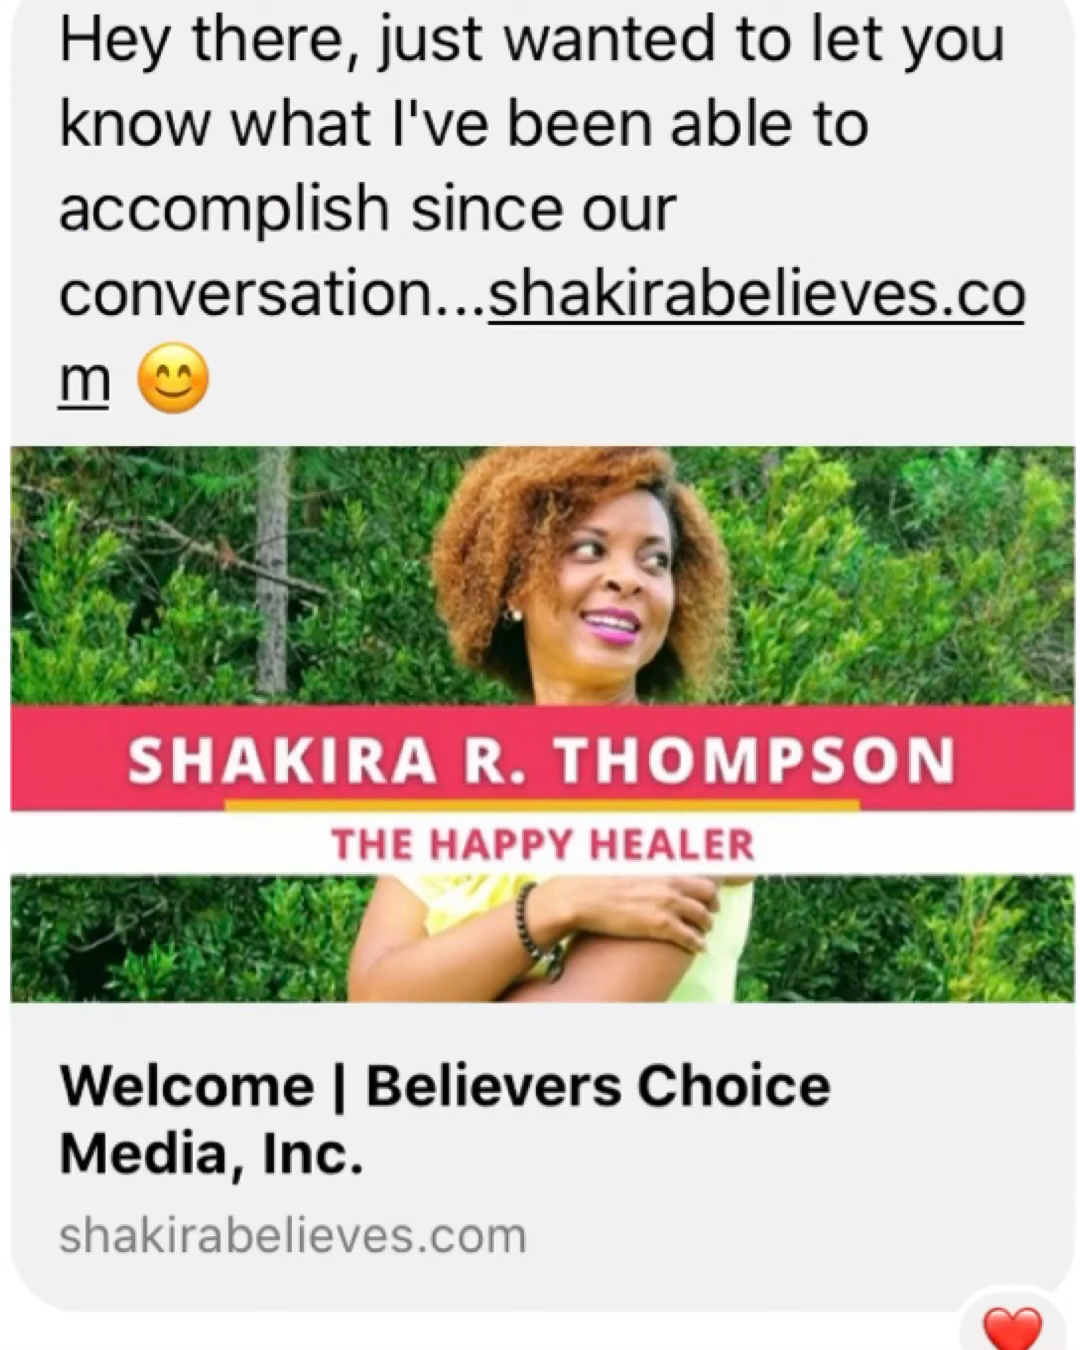 Hey there, just wanted to let you
know what I've been able to
accomplish since our
conversation...shakirabelieves.co
m 😊
SHAKIRA R. THOMPSON
THE HAPPY HEALER
Welcome | Believers Choice
Media, Inc.
shakirabelieves.com